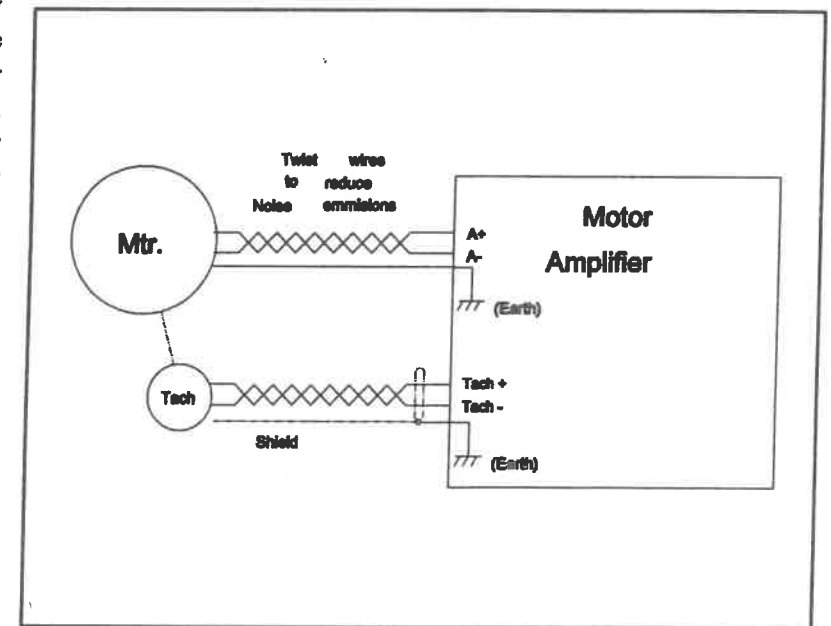 Twist wires
to reduce
Noise emmisions
Mtr.
A+
A-
Motor
Amplifier
(Earth)
Tach
Tach +
Tach -
Shield
(Earth)